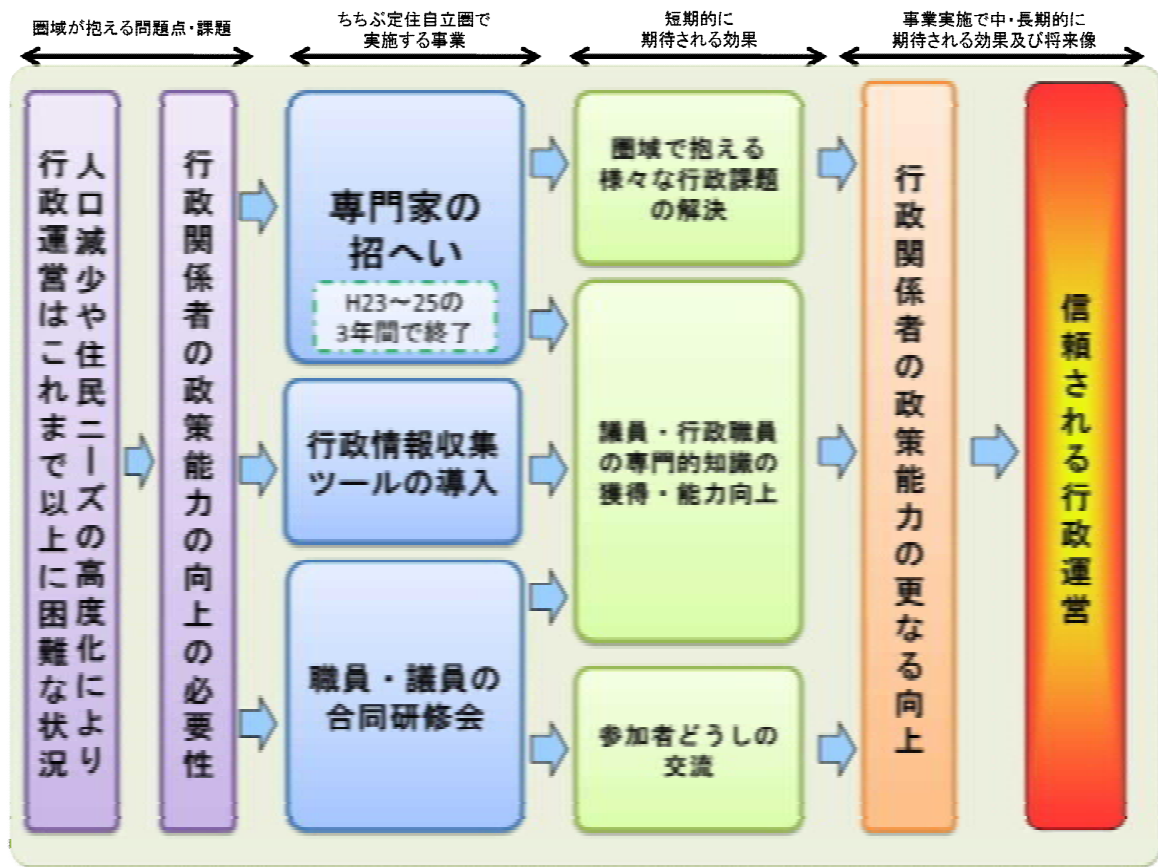 圏域が抱える問題点・課題
ちちぶ定住自立圏で
実施する事業
短期的に
期待される効果
事業実施で中・長期的に
期待される効果及び将来像
人口減少や住民ニーズの高度化により
行政運営はこれまで以上に困難な状況
行政関係者の政策能力の向上の必要性
専門家の
招へい
H23～25の
3年間で終了
行政情報収集
ツールの導入
職員・議員の
合同研修会
圏域で抱える
様々な行政課題
の解決
議員・行政職員
の専門的知識の
獲得・能力向上
参加者どうしの
交流
行政関係者の政策能力の更なる向上
信頼される行政運営